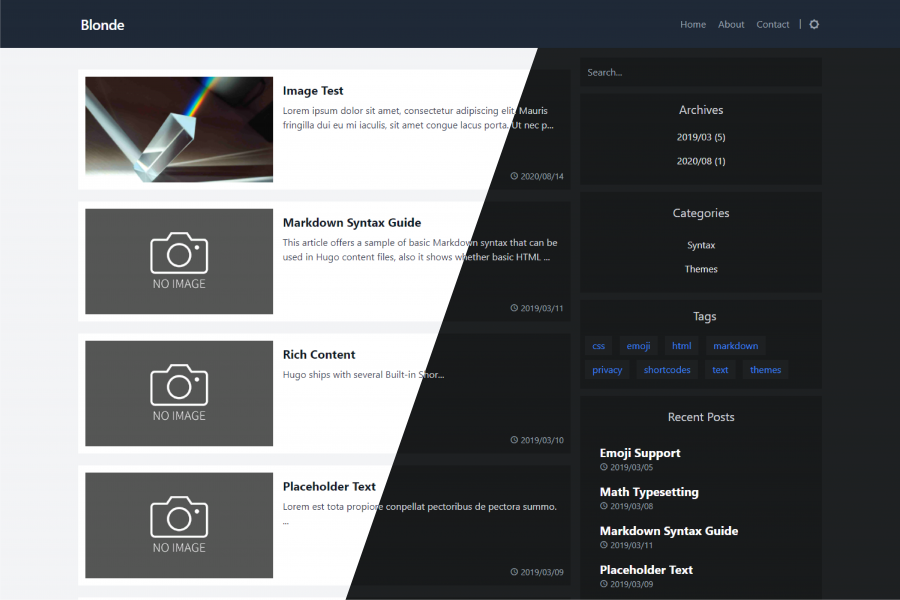 Blonde
Home About Contact |
Image Test
Lorem ipsum dolor sit amet, consectetur adipiscing elit. Mauris
fringilla dui eu mi iaculis, sit amet congue lacus porta. Ut nec p...
2020/08/14
NO IMAGE
Markdown Syntax Guide
This article offers a sample of basic Markdown syntax that can be
used in Hugo content files, also it shows whether basic HTML ...
2019/03/11
NO IMAGE
Rich Content
Hugo ships with several Built-in Shor...
2019/03/10
NO IMAGE
Placeholder Text
Lorem est tota propiore conpellat pectoribus de pectora summo.
...
2019/03/09
Search...
Archives
2019/03 (5)
2020/08 (1)
Categories
Syntax
Themes
Tags
css emoji html markdown
privacy shortcodes text themes
Recent Posts
Emoji Support
2019/03/05
Math Typesetting
2019/03/08
Markdown Syntax Guide
2019/03/11
Placeholder Text
2019/03/09